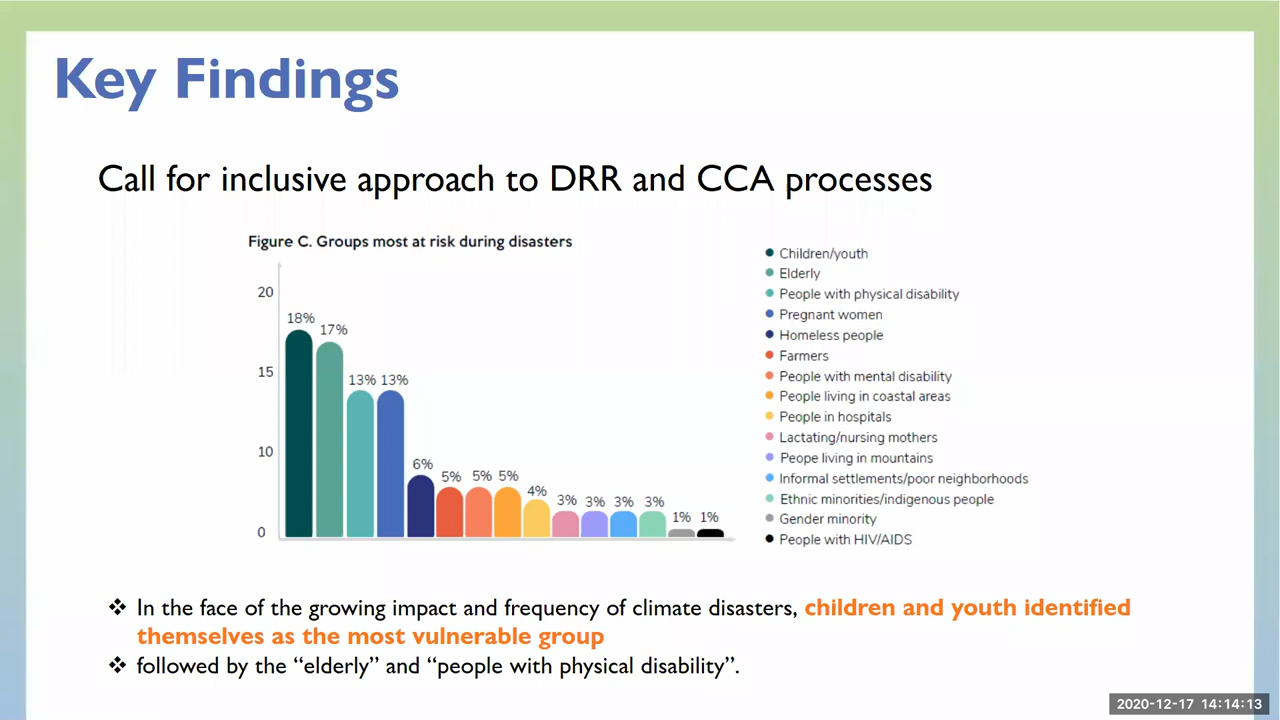 Key Findings
Call for inclusive approach to DRR and CCA processes
Figure C. Groups most at risk during disasters
20
15
10
0
18%
17%
13%
13%
6%
5%
5%
5%
4%
3%
3%
3%
3%
1%
1%
Children/youth
Elderly
People with physical disability
Pregnant women
Homeless people
Farmers
People with mental disability
People living in coastal areas
People in hospitals
Lactating/nursing mothers
Peope living in mountains
Informal settlements/poor neighborhoods
Ethnic minorities/indigenous people
Gender minority
People with HIV/AIDS
❖ In the face of the growing impact and frequency of climate disasters, children and youth identified
themselves as the most vulnerable group
❖ followed by the “elderly” and “people with physical disability”.
2020-12-17 14:14:13